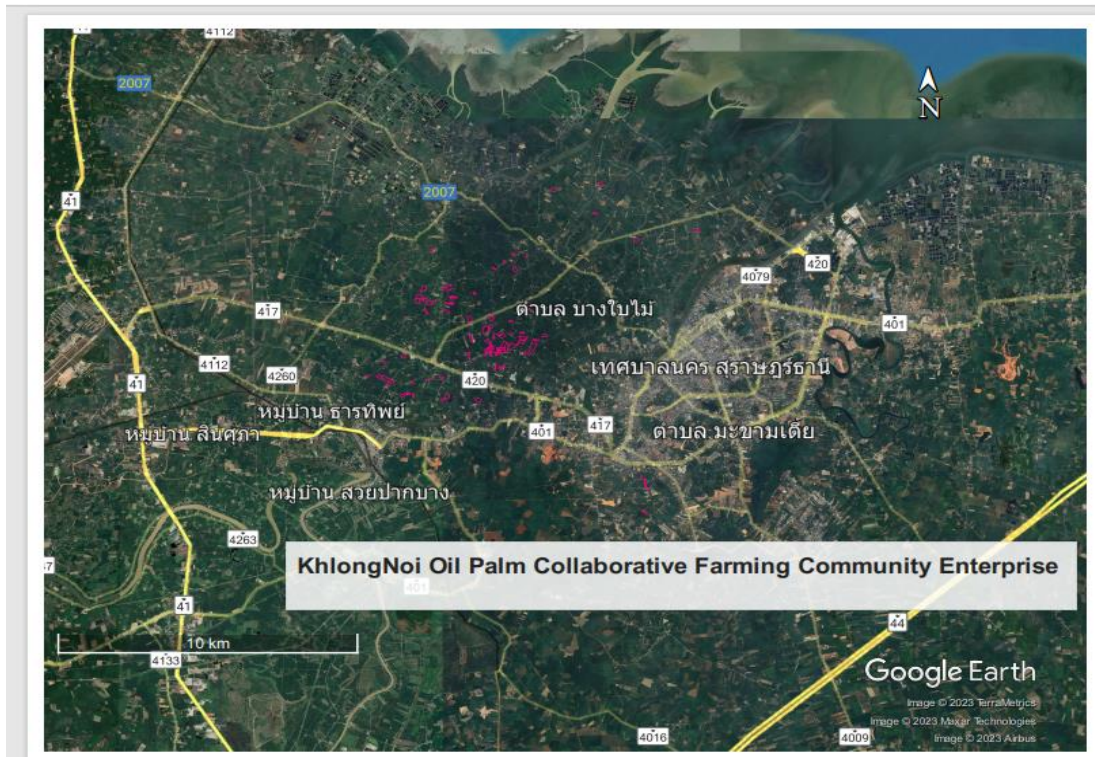 4112
2007
N
41
2007
4079
420
ตำบล บางใบไม้
417
401
เทศบาลนคร สุราษฎร์ธานี
4112
4260
420
41
หมู่บ้าน ธารทิพย์
หมู่บ้าน สินศุภา
401
417
ตำบล มะขามเตี้ย
หมู่บ้าน สวยปากบาง
4263
KhlongNoi Oil Palm Collaborative Farming Community Enterprise
401
41
44
10 km
4133
Google Earth
Image © 2023 TerraMetrics
Image © 2023 Maxar Technologies
Image © 2023 Airbus
4016
4009